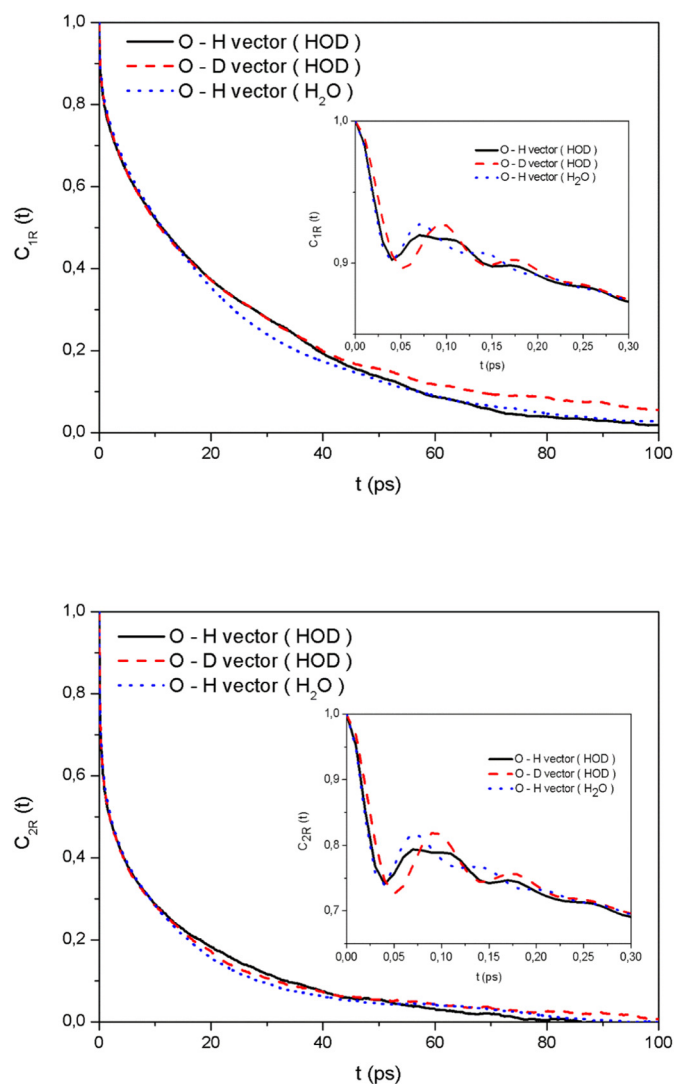 1,0
0,8
0,6
0,4
0,2
0,0
C1R (t)
O - H vector ( HOD )
O - D vector ( HOD )
O - H vector ( H2O )
1,0
0,9
C1R (t)
O - H vector ( HOD )
O - D vector ( HOD )
O - H vector ( H2O )
0,00 0,05 0,10 0,15 0,20 0,25 0,30
t (ps)
0 20 40 60 80 100
t (ps)
1,0
0,8
0,6
0,4
0,2
0,0
C2R (t)
O - H vector ( HOD )
O - D vector ( HOD )
O - H vector ( H2O )
1,0
0,9
0,8
0,7
C2R (t)
O - H vector ( HOD )
O - D vector ( HOD )
O - H vector ( H2O )
0,00 0,05 0,10 0,15 0,20 0,25 0,30
t (ps)
0 20 40 60 80 100
t (ps)